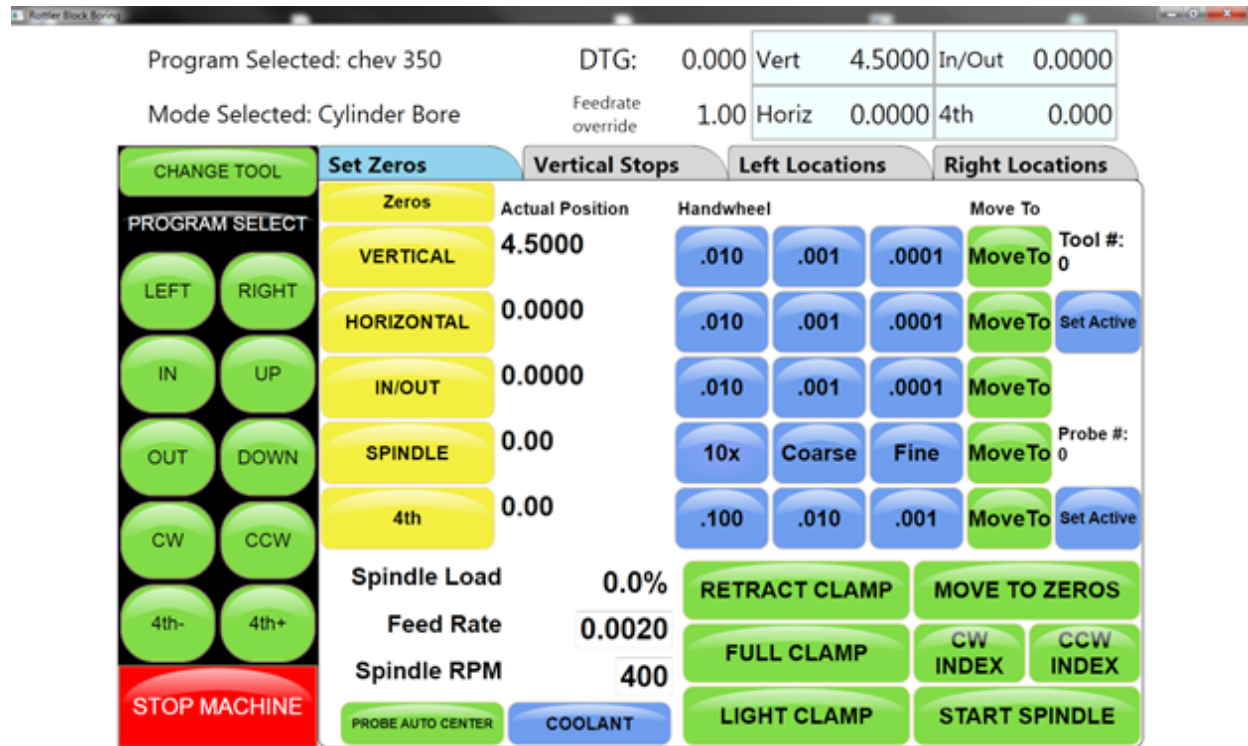 Rottler Block Boring
Program Selected: chev 350
DTG: 0.000
Vert 4.5000
In/Out 0.0000
Mode Selected: Cylinder Bore
Feedrate
override 1.00
Horiz 0.0000
4th 0.000
CHANGE TOOL
PROGRAM SELECT
LEFT RIGHT
IN UP
OUT DOWN
CW CCW
4th- 4th+
STOP MACHINE
Set Zeros Vertical Stops Left Locations Right Locations
Zeros Actual Position Handwheel Move To
VERTICAL 4.5000 .010 .001 .0001 MoveTo Tool #:
0
HORIZONTAL 0.0000 .010 .001 .0001 MoveTo Set Active
IN/OUT 0.0000 .010 .001 .0001 MoveTo
SPINDLE 0.00 10x Coarse Fine MoveTo Probe #:
0
4th 0.00 .100 .010 .001 MoveTo Set Active
Spindle Load 0.0%
Feed Rate 0.0020
Spindle RPM 400
PROBE AUTO CENTER COOLANT
RETRACT CLAMP MOVE TO ZEROS
FULL CLAMP
CW
INDEX
CCW
INDEX
LIGHT CLAMP START SPINDLE